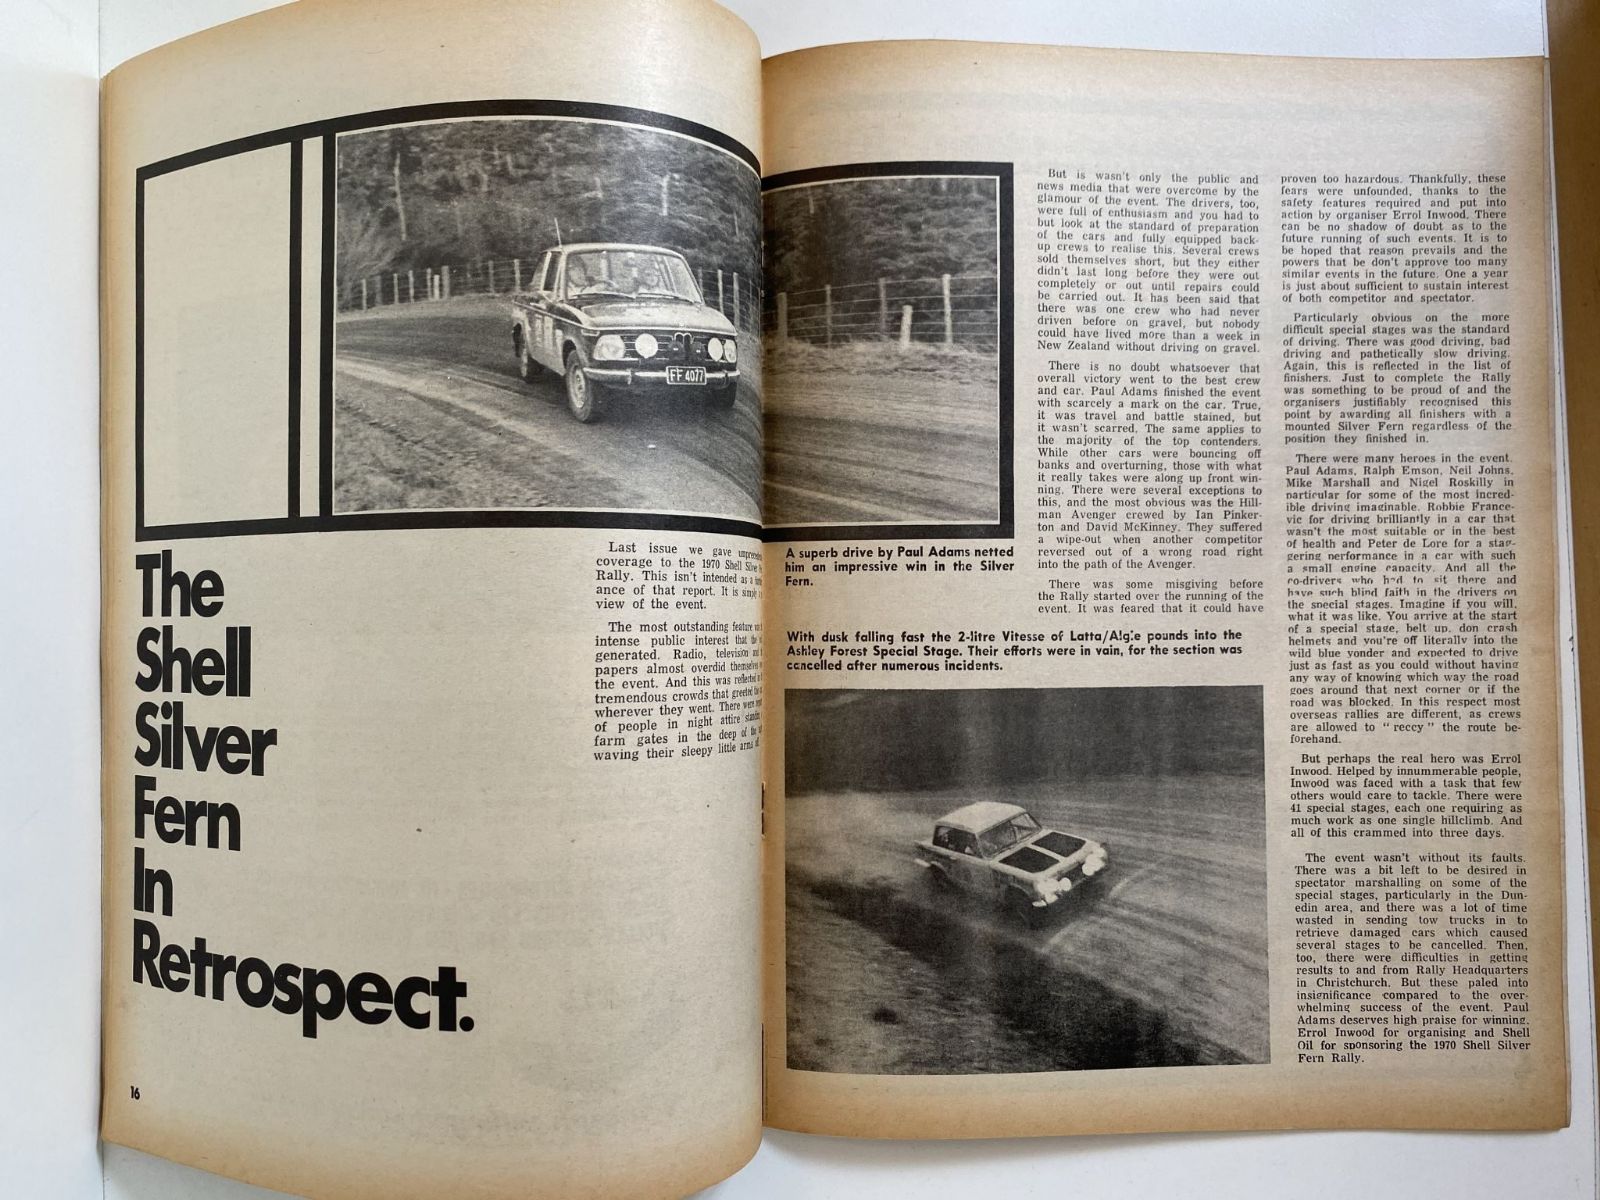 FF 4077
The
Shell
Silver
Fern
In
Retrospect.
16
Last issue we gave
coverage to the 1970 Shell Silver
Rally. This isn't intended as a
ance of that report. It is simply
view of the event.
The most outstanding feature
intense public interest that
generated. Radio, television
papers almost overdid themselves
the event. And this was reflected
tremendous crowds that greeted
wherever they went. There were
of people in night attire
farm gates in the deep of the
waving their sleepy little arms
A superb drive by Paul Adams netted
him an impressive win in the Silver
Fern.
With dusk falling fast the 2-litre Vitesse of Latta/Algie pounds into the
Ashley Forest Special Stage. Their efforts were in vain, for the section was
cancelled after numerous incidents.
But is wasn't only the public and
news media that were overcome by the
glamour of the event. The drivers, too,
were full of enthusiasm and you had to
but look at the standard of preparation
of the cars and fully equipped back-
up crews to realise this. Several crews
sold themselves short, but they either
didn't last long before they were out
completely or out until repairs could
be carried out. It has been said that
there was one crew who had never
driven before on gravel, but nobody
could have lived more than a week in
New Zealand without driving on gravel.
There is no doubt whatsoever that
overall victory went to the best crew
and car. Paul Adams finished the event
with scarcely a mark on the car. True,
it was travel and battle stained, but
it wasn't scarred. The same applies to
the majority of the top contenders.
While other cars were bouncing off
banks and overturning, those with what
it really takes were along up front win-
ning. There were several exceptions to
this, and the most obvious was the Hill-
man Avenger crewed by Ian Pinker-
ton and David McKinney. They suffered
a wipe-out when another competitor
reversed out of a wrong road right
into the path of the Avenger.
There was some misgiving before
the Rally started over the running of the
event. It was feared that it could have
proven too hazardous. Thankfully, these
fears were unfounded, thanks to the
safety features required and put into
action by organiser Errol Inwood. There
can be no shadow of doubt as to the
future running of such events. It is to
be hoped that reason prevails and the
powers that be don't approve too many
similar events in the future. One a year
is just about sufficient to sustain interest
of both competitor and spectator.
Particularly obvious on the more
difficult special stages was the standard
of driving. There was good driving, bad
driving and pathetically slow driving.
Again, this is reflected in the list of
finishers. Just to complete the Rally
was something to be proud of and the
organisers justifiably recognised this
point by awarding all finishers with a
mounted Silver Fern regardless of the
position they finished in.
There were many heroes in the event.
Paul Adams, Ralph Emson, Neil Johns,
Mike Marshall and Nigel Roskilly in
particular for some of the most incred-
ible driving imaginable. Robbie France-
vic for driving brilliantly in a car that
wasn't the most suitable or in the best
of health and Peter de Lore for a stag-
gering performance in a car with such
a small engine capacity. And all the
co-drivers who had to sit there and
have such blind faith in the drivers on
the special stages. Imagine if you will,
what it was like. You arrive at the start
of a special stage, belt up, don crash
helmets and you're off literally into the
wild blue yonder and expected to drive
just as fast as you could without having
any way of knowing which way the road
goes around that next corner or if the
road was blocked. In this respect most
overseas rallies are different, as crews
are allowed to "reccy" the route be-
forehand.
But perhaps the real hero was Errol
Inwood. Helped by innummerable people,
Inwood was faced with a task that few
others would care to tackle. There were
41 special stages, each one requiring as
much work as one single hillclimb. And
all of this crammed into three days.
The event wasn't without its faults.
There was a bit left to be desired in
spectator marshalling on some of the
special stages, particularly in the Dun-
edin area, and there was a lot of time
wasted in sending tow trucks in to
retrieve damaged cars which caused
several stages to be cancelled. Then,
too, there were difficulties in getting
results to and from Rally Headquarters
in Christchurch. But these paled into
insignificance compared to the over-
whelming success of the event. Paul
Adams deserves high praise for winning.
Errol Inwood for organising and Shell
Oil for sponsoring the 1970 Shell Silver
Fern Rally.